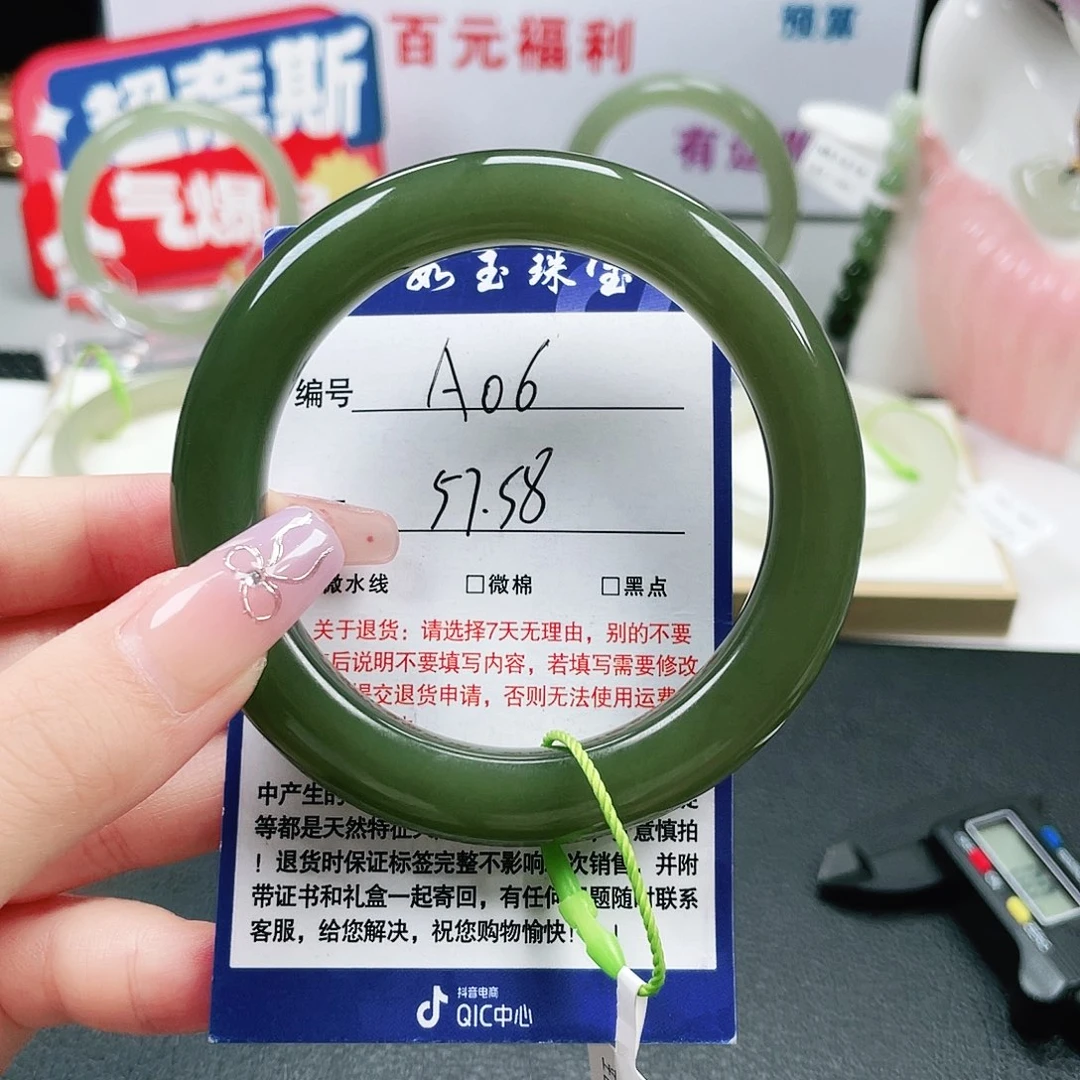 百元福利
气爆
如玉珠宝
编号 A06
57.58
微水线 □微棉 □黑点
关于退货：请选择7天无理由，别的不要
后说明不要填写内容，若填写需要修改
提交退货申请，否则无法使用运费
中产生的
等都是天然特征 意慎拍
！退货时保证标签完整不影响 次销售，并附
带证书和礼盒一起寄回，有任何 题随时联系
客服，给您解决，祝您购物愉快！ ！
抖音电商
QIC中心